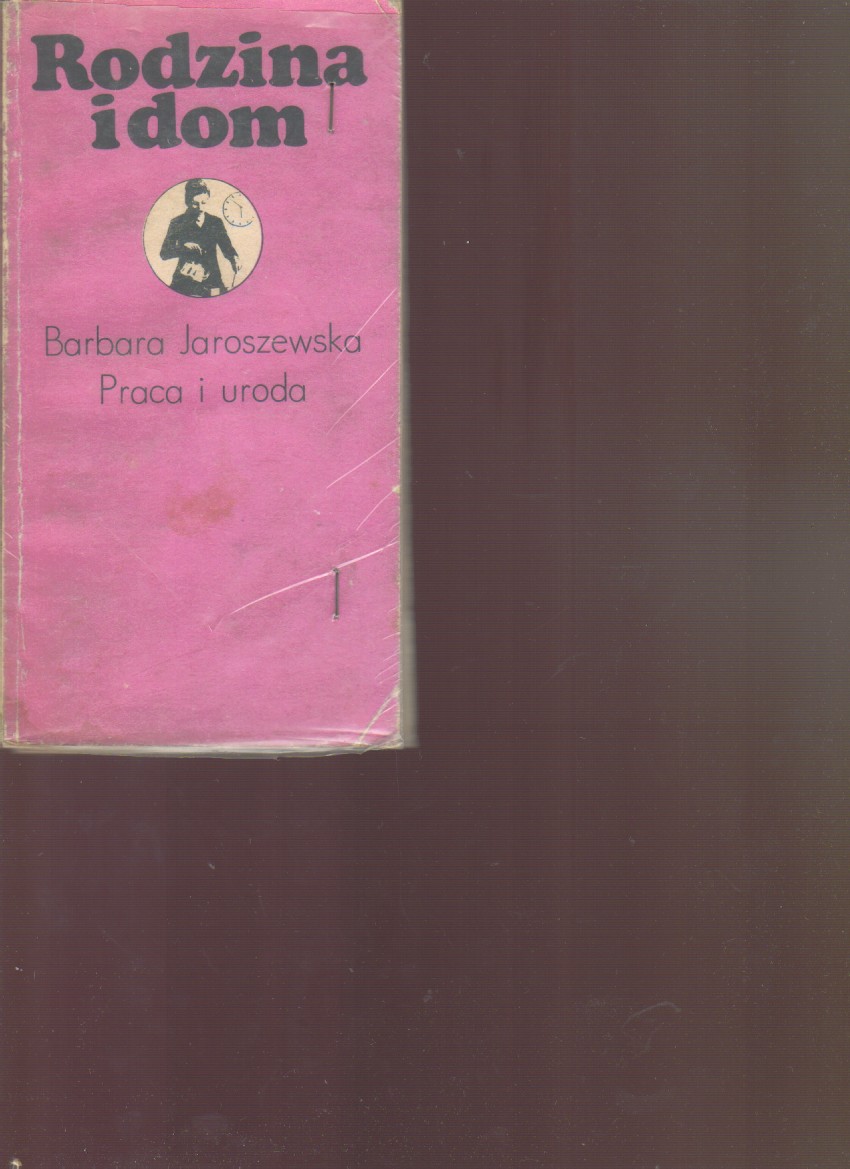 Rodzina
i dom
Barbara Jaroszewska
Praca i uroda